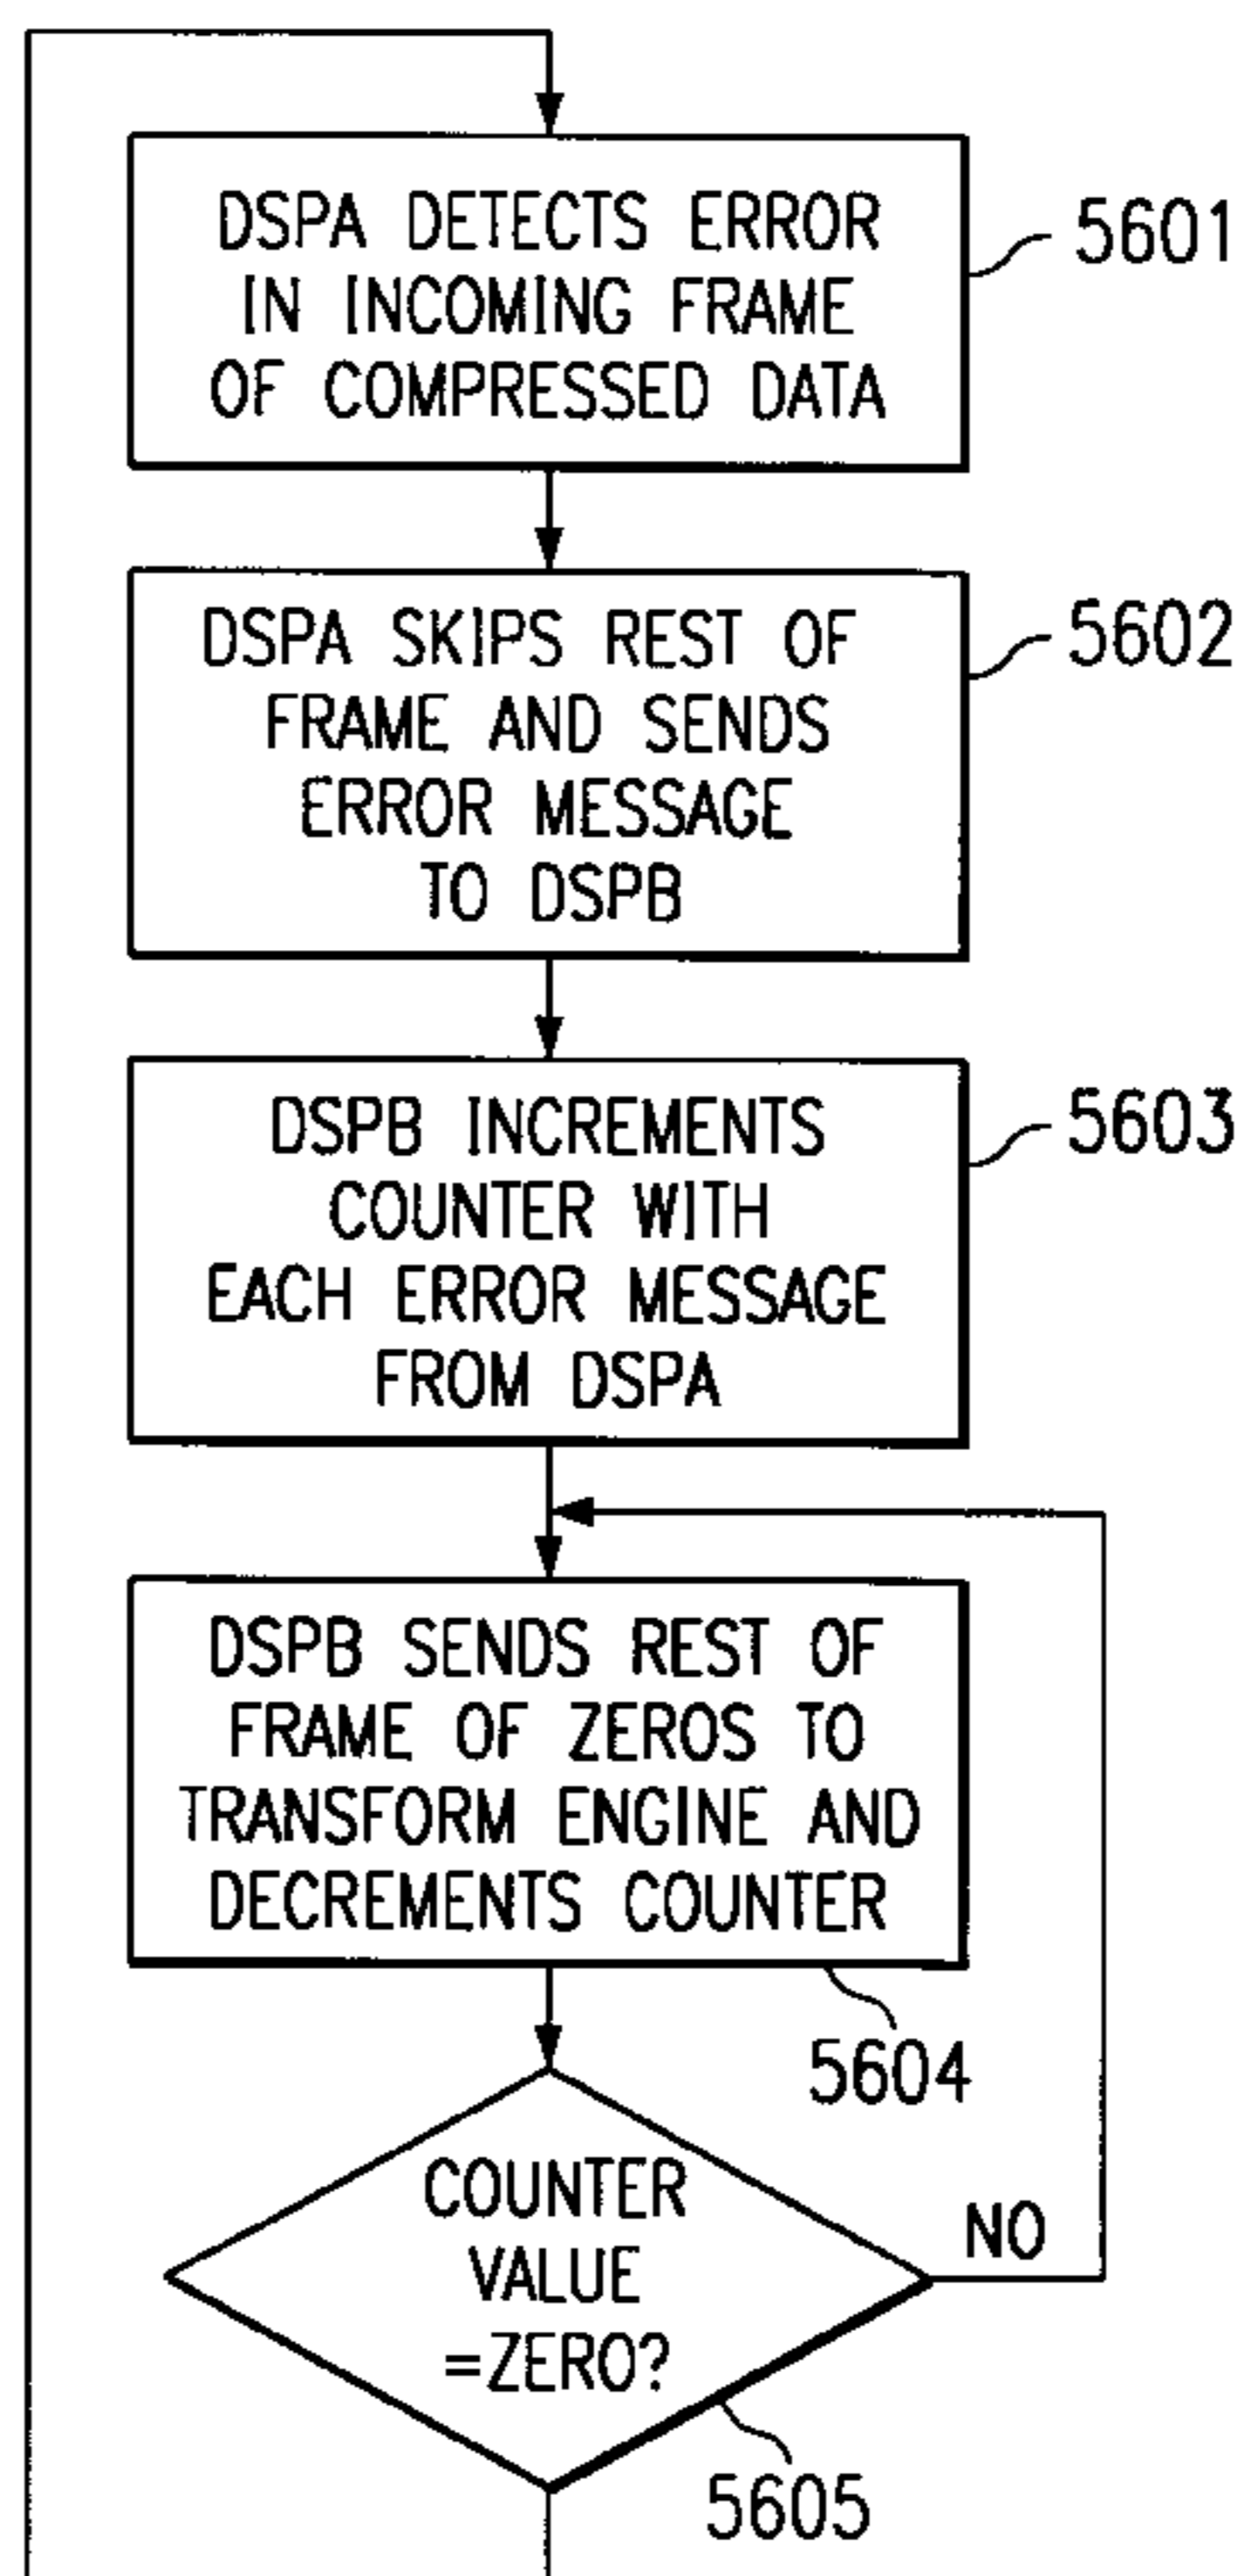 DSPA DETECTS ERROR
IN INCOMING FRAME
OF COMPRESSED DATA
5601
DSPA SKIPS REST OF
FRAME AND SENDS
ERROR MESSAGE
TO DSPB
5602
DSPB INCREMENTS
COUNTER WITH
EACH ERROR MESSAGE
FROM DSPA
5603
DSPB SENDS REST OF
FRAME OF ZEROS TO
TRANSFORM ENGINE AND
DECREMENTS COUNTER
5604
COUNTER
VALUE
=ZERO?
NO
5605